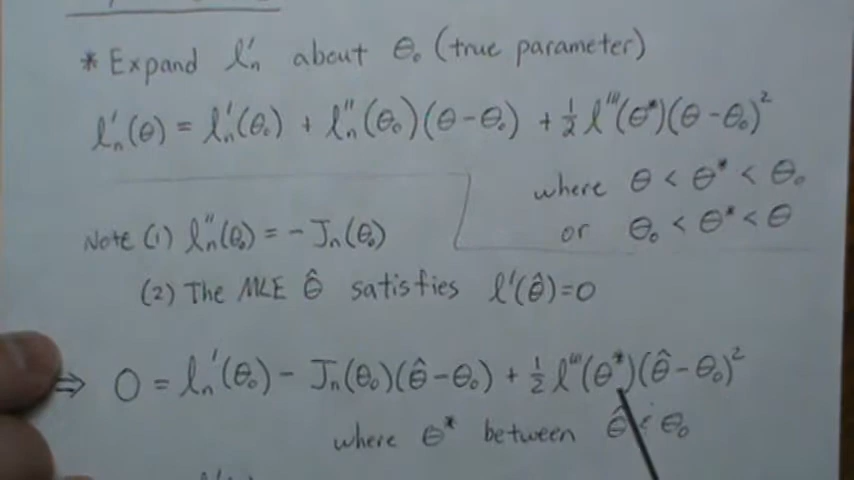 * Expand ℓ'ₙ about θ₀ (true parameter)
ℓ'ₙ(θ) = ℓ'ₙ(θ₀) + ℓ''ₙ(θ₀)(θ-θ₀) + ½ ℓ'''(θ*)(θ-θ₀)²
where θ < θ* < θ₀
or θ₀ < θ* < θ
Note (1) ℓ''ₙ(θ₀) = - Jₙ(θ₀)
(2) The MLE θ̂ satisfies ℓ'(θ̂)=0
⇒ 0 = ℓₙ'(θ₀) - Jₙ(θ₀)(θ̂-θ₀) + ½ ℓ'''(θ*)(θ̂-θ₀)²
where θ* between θ̂ & θ₀